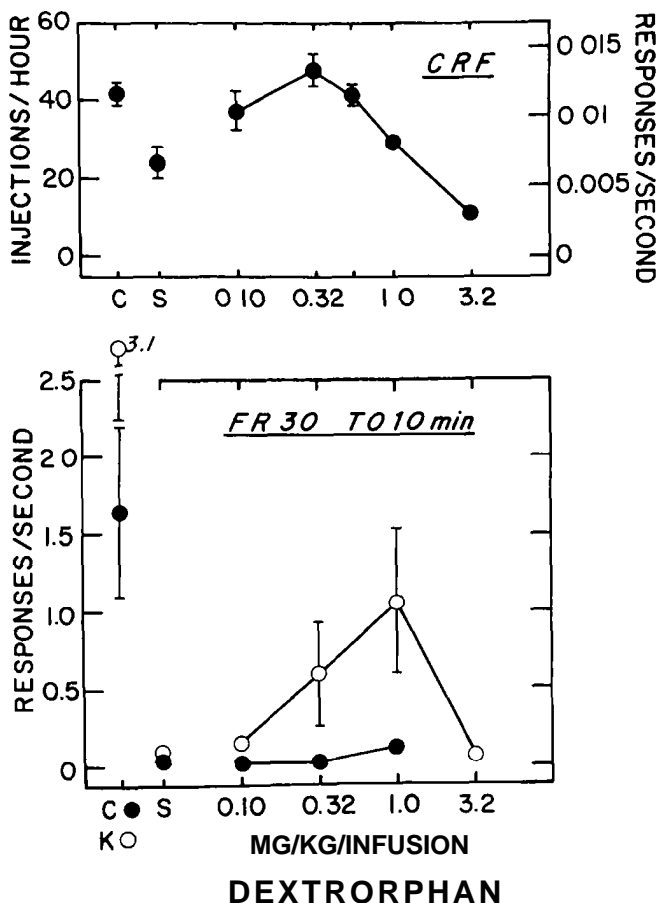 INJECTIONS/HOUR
60
40
20
0
CRF
0 015
0 01
0.005
0
RESPONSES/SECOND
C S 0 10 0.32 1 0 3.2
3.1
RESPONSES/SECOND
2.5
2.0
1.5
1.0
0.5
0
FR 30 TO 10 min
C S 0.10 0.32 1.0 3.2
K
MG/KG/INFUSION
DEXTRORPHAN